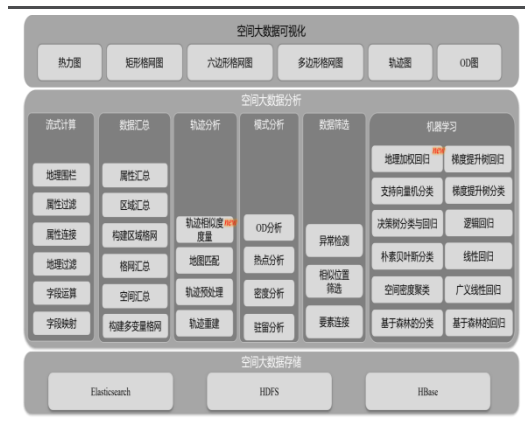 空间大数据可视化
热力图
矩形格网图
六边形格网图
多边形格网图
轨迹图
OD图
空间大数据分析
流式计算
地理围栏
属性过滤
属性连接
地理过滤
字段运算
字段映射
数据汇总
属性汇总
区域汇总
构建区域格网
格网汇总
空间汇总
构建多变量格网
轨迹分析
轨迹相似度 new
度量
地图匹配
轨迹预处理
轨迹重建
模式分析
OD分析
热点分析
密度分析
驻留分析
数据筛选
异常检测
相似位置
筛选
要素连接
机器学习
地理加权回归 new
梯度提升树回归
支持向量机分类
梯度提升树分类
决策树分类与回归
逻辑回归
朴素贝叶斯分类
线性回归
空间密度聚类
广义线性回归
基于森林的分类
基于森林的回归
空间大数据存储
Elasticsearch
HDFS
HBase